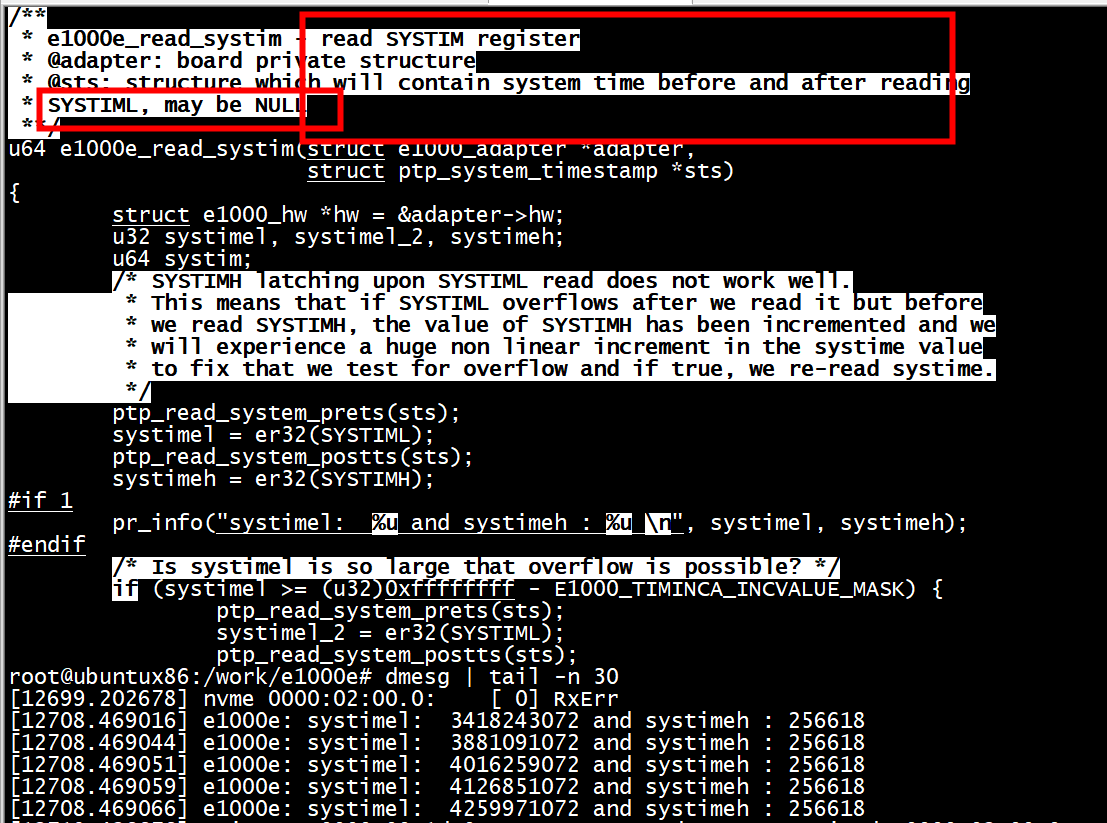 /**
 * e1000e_read_systim - read SYSTIM register
 * @adapter: board private structure
 * @sts: structure which will contain system time before and after reading
 * SYSTIML, may be NULL
 **/
u64 e1000e_read_systim(struct e1000_adapter *adapter,
                       struct ptp_system_timestamp *sts)
{
        struct e1000_hw *hw = &adapter->hw;
        u32 systimel, systimel_2, systimeh;
        u64 systim;
        /* SYSTIMH latching upon SYSTIML read does not work well.
         * This means that if SYSTIML overflows after we read it but before
         * we read SYSTIMH, the value of SYSTIMH has been incremented and we
         * will experience a huge non linear increment in the systime value
         * to fix that we test for overflow and if true, we re-read systime.
         */
        ptp_read_system_prets(sts);
        systimel = er32(SYSTIML);
        ptp_read_system_postts(sts);
        systimeh = er32(SYSTIMH);
#if 1
        pr_info("systimel:  %u and systimeh : %u \n", systimel, systimeh);
#endif
        /* Is systimel is so large that overflow is possible? */
        if (systimel >= (u32)0xffffffff - E1000_TIMINCA_INCVALUE_MASK) {
                ptp_read_system_prets(sts);
                systimel_2 = er32(SYSTIML);
                ptp_read_system_postts(sts);
root@ubuntux86:/work/e1000e# dmesg | tail -n 30
[12699.202678] nvme 0000:02:00.0:    [ 0] RxErr
[12708.469016] e1000e: systimel:  3418243072 and systimeh : 256618
[12708.469044] e1000e: systimel:  3881091072 and systimeh : 256618
[12708.469051] e1000e: systimel:  4016259072 and systimeh : 256618
[12708.469059] e1000e: systimel:  4126851072 and systimeh : 256618
[12708.469066] e1000e: systimel:  4259971072 and systimeh : 256618